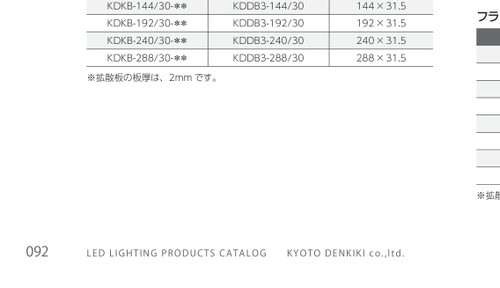 KDKB-144/30-** KDDB3-144/30 144 × 31.5
KDKB-192/30-** KDDB3-192/30 192 × 31.5
KDKB-240/30-** KDDB3-240/30 240 × 31.5
KDKB-288/30-** KDDB3-288/30 288 × 31.5
※拡散板の板厚は、2mm です。
フラ
※拡散
092 LED LIGHTING PRODUCTS CATALOG KYOTO DENKIKI co.,ltd.